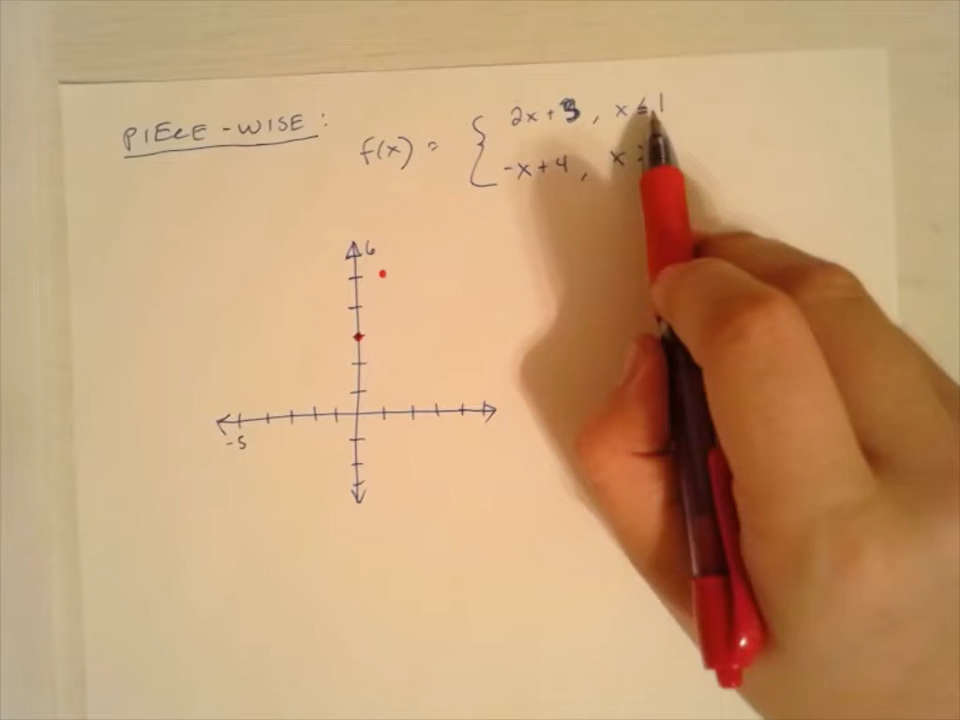 PIECE-WISE:
f(x) = { 2x+3, x≤1
-x+4, x
6
-5